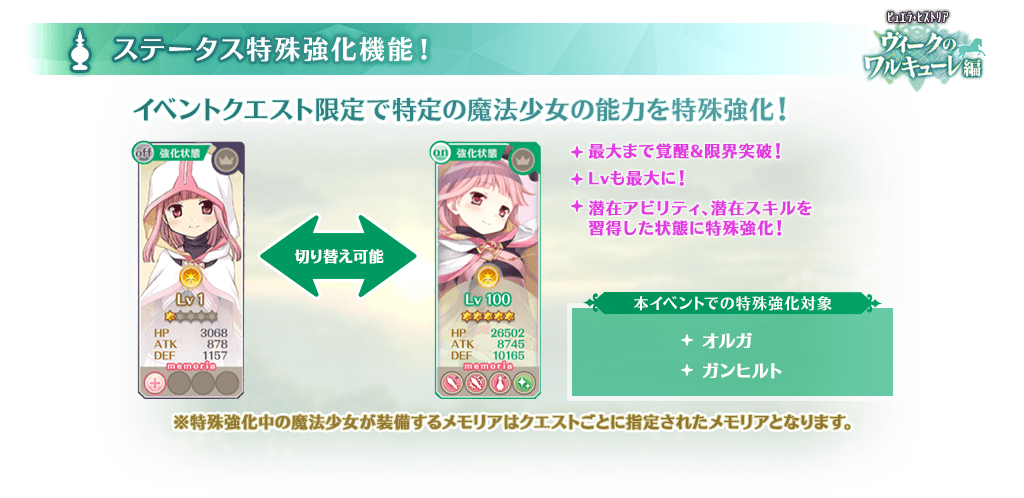 ステータス特殊強化機能！
ピュエラ・ヒストリア
ヴィークの
ワルキューレ編
イベントクエスト限定で特定の魔法少女の能力を特殊強化！
off 強化状態
Lv 1
HP 3068
ATK 878
DEF 1157
memoria
切り替え可能
on 強化状態
Lv 100
HP 26502
ATK 8745
DEF 10165
memoria
最大まで覚醒&限界突破！
Lvも最大に！
潜在アビリティ、潜在スキルを
習得した状態に特殊強化！
本イベントでの特殊強化対象
オルガ
ガンヒルト
※特殊強化中の魔法少女が装備するメモリアはクエストごとに指定されたメモリアとなります。